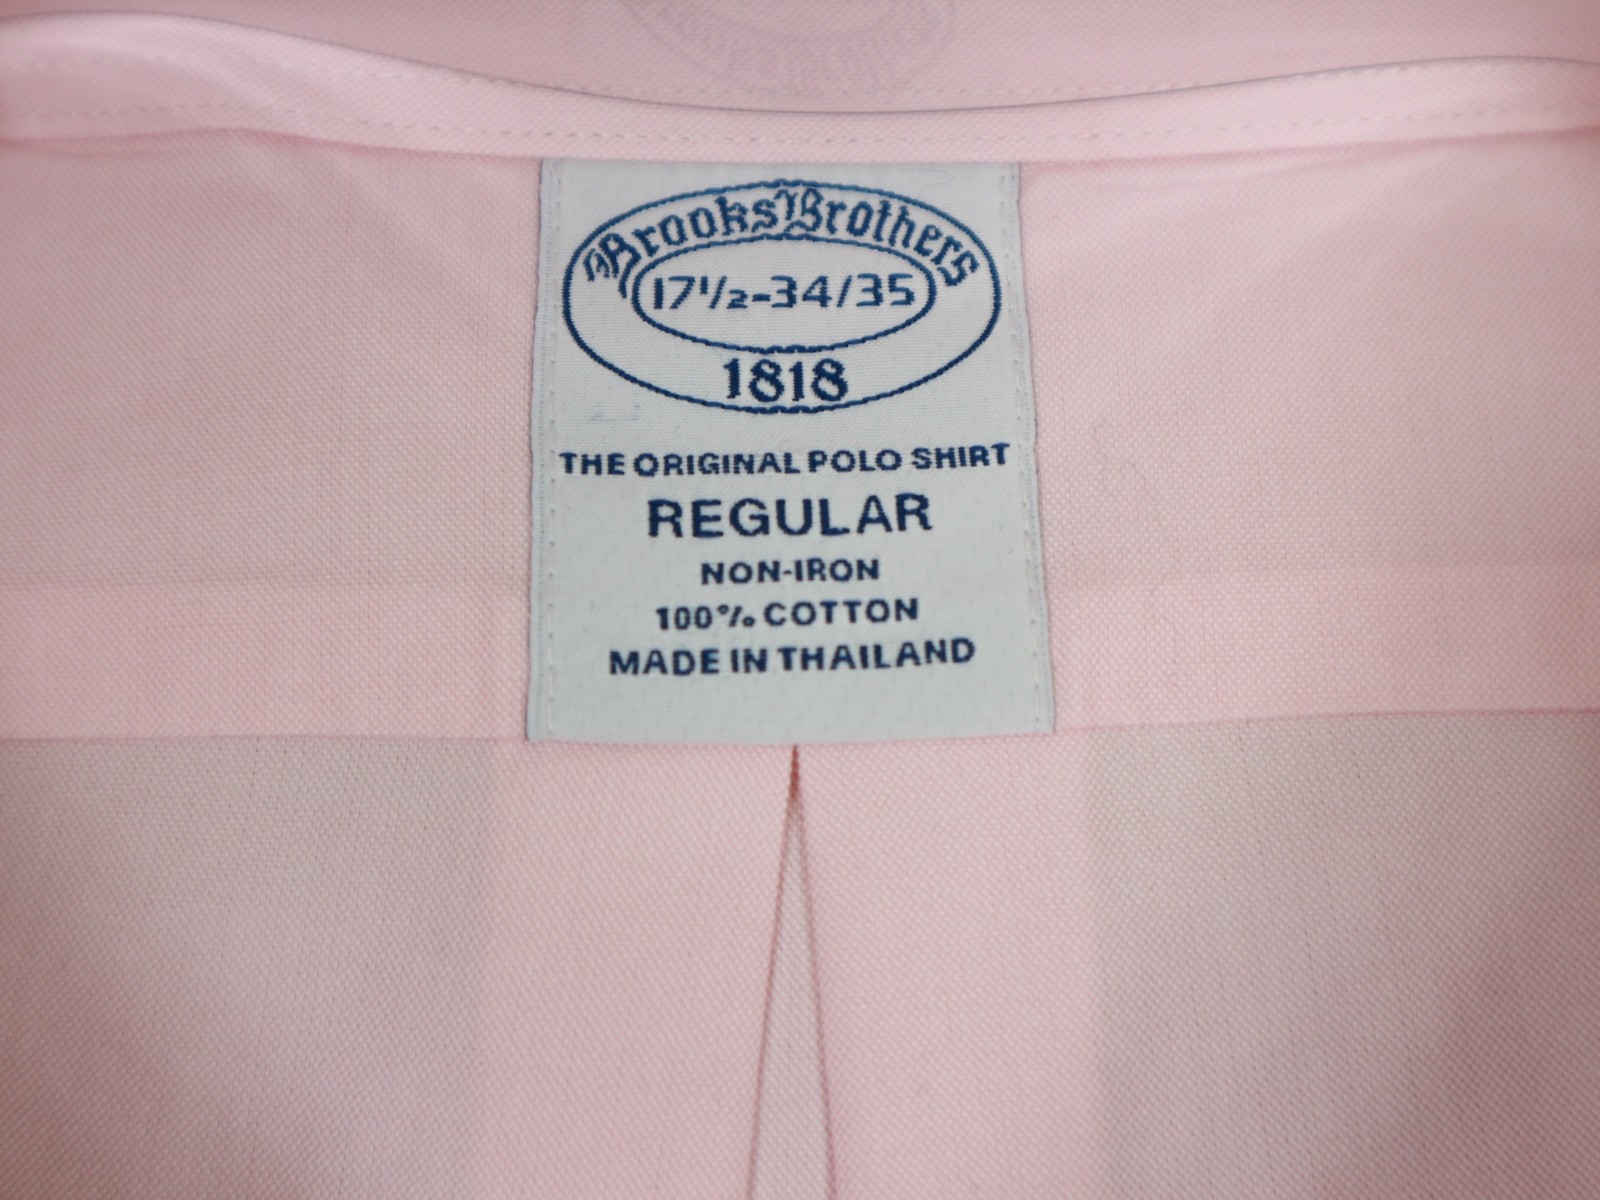 Brooks Brothers
17½-34/35
1818
THE ORIGINAL POLO SHIRT
REGULAR
NON-IRON
100% COTTON
MADE IN THAILAND